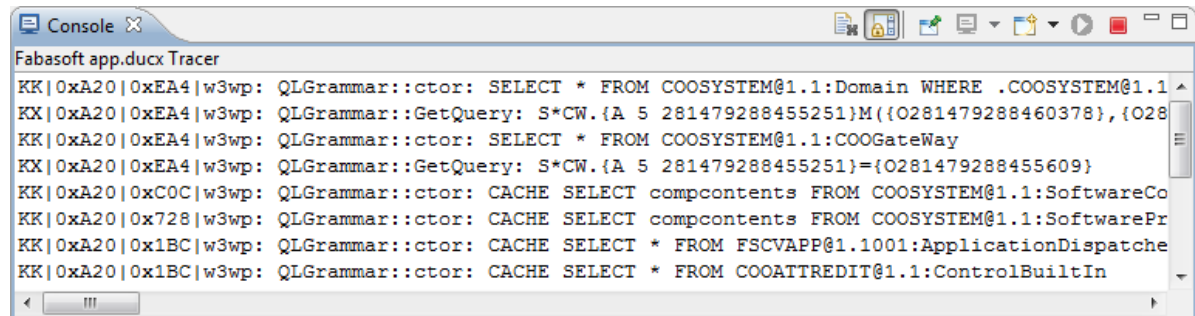 Console
Fabasoft app.ducx Tracer
KK|0xA20|0xEA4|w3wp: QLGrammar::ctor: SELECT * FROM COOSYSTEM@1.1:Domain WHERE .COOSYSTEM@1.1
KX|0xA20|0xEA4|w3wp: QLGrammar::GetQuery: S*CW.{A 5 281479288455251}M({O281479288460378},{O28
KK|0xA20|0xEA4|w3wp: QLGrammar::ctor: SELECT * FROM COOSYSTEM@1.1:COOGateWay
KX|0xA20|0xEA4|w3wp: QLGrammar::GetQuery: S*CW.{A 5 281479288455251}={O281479288455609}
KK|0xA20|0xC0C|w3wp: QLGrammar::ctor: CACHE SELECT compcontents FROM COOSYSTEM@1.1:SoftwareCo
KK|0xA20|0x728|w3wp: QLGrammar::ctor: CACHE SELECT compcontents FROM COOSYSTEM@1.1:SoftwarePr
KK|0xA20|0x1BC|w3wp: QLGrammar::ctor: CACHE SELECT * FROM FSCVAPP@1.1001:ApplicationDispatche
KK|0xA20|0x1BC|w3wp: QLGrammar::ctor: CACHE SELECT * FROM COOATTREDIT@1.1:ControlBuiltIn